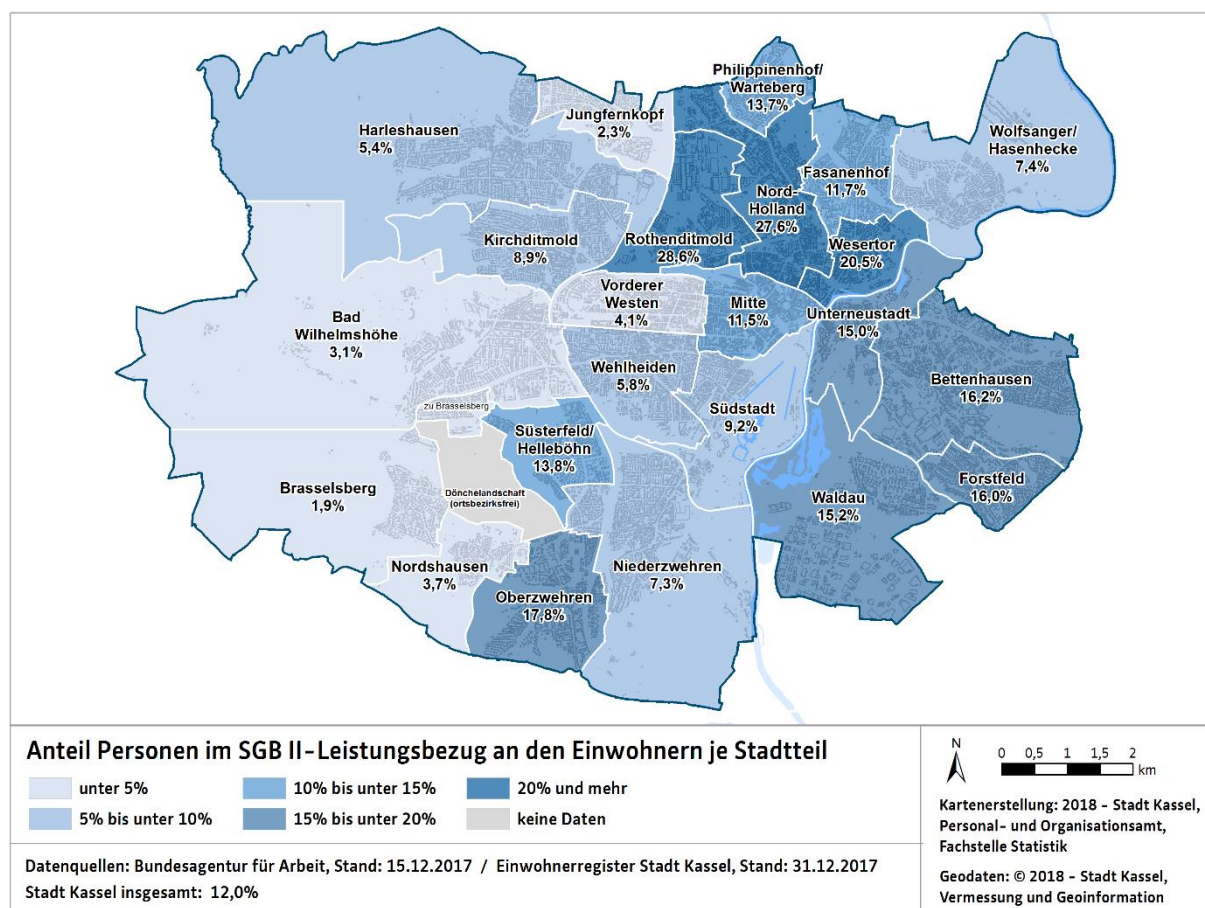 Philippinenhof/
Warteberg
13,7%
Jungfernkopf
2,3%
Harleshausen
5,4%
Wolfsanger/
Hasenhecke
7,4%
Fasanenhof
11,7%
Nord-
Holland
27,6%
Kirchditmold
8,9%
Rothenditmold
28,6%
Wesertor
20,5%
Vorderer
Westen
4,1%
Mitte
11,5%
Unterneustadt
15,0%
Bad
Wilhelmshöhe
3,1%
Wehlheiden
5,8%
Bettenhausen
16,2%
zu Brasselsberg
Südstadt
9,2%
Süsterfeld/
Helleböhn
13,8%
Forstfeld
16,0%
Brasselsberg
1,9%
Dönchelandschaft
(ortsbezirksfrei)
Waldau
15,2%
Nordshausen
3,7%
Niederzwehren
7,3%
Oberzwehren
17,8%
Anteil Personen im SGB II-Leistungsbezug an den Einwohnern je Stadtteil
unter 5%
10% bis unter 15%
20% und mehr
5% bis unter 10%
15% bis unter 20%
keine Daten
Datenquellen: Bundesagentur für Arbeit, Stand: 15.12.2017 / Einwohnerregister Stadt Kassel, Stand: 31.12.2017
Stadt Kassel insgesamt: 12,0%
N
0 0,5 1 1,5 2
km
Kartenerstellung: 2018 - Stadt Kassel,
Personal- und Organisationsamt,
Fachstelle Statistik
Geodaten: © 2018 - Stadt Kassel,
Vermessung und Geoinformation